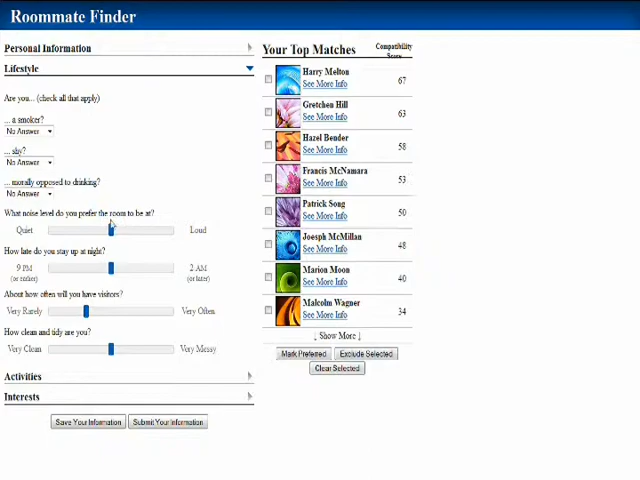 Roommate Finder
Personal Information
Lifestyle
Are you... (check all that apply)
... a smoker?
No Answer
... shy?
No Answer
... morally opposed to drinking?
No Answer
What noise level do you prefer the room to be at?
Quiet Loud
How late do you stay up at night?
9 PM 2 AM
(or earlier) (or later)
About how often will you have visitors?
Very Rarely Very Often
How clean and tidy are you?
Very Clean Very Messy
Activities
Interests
Save Your Information Submit Your Information
Your Top Matches Compatibility
Score
Harry Melton
See More Info 67
Gretchen Hill
See More Info 63
Hazel Bender
See More Info 58
Francis McNamara
See More Info 53
Patrick Song
See More Info 50
Joesph McMillan
See More Info 48
Marion Moon
See More Info 40
Malcolm Wagner
See More Info 34
↓ Show More ↓
Mark Preferred Exclude Selected
Clear Selected